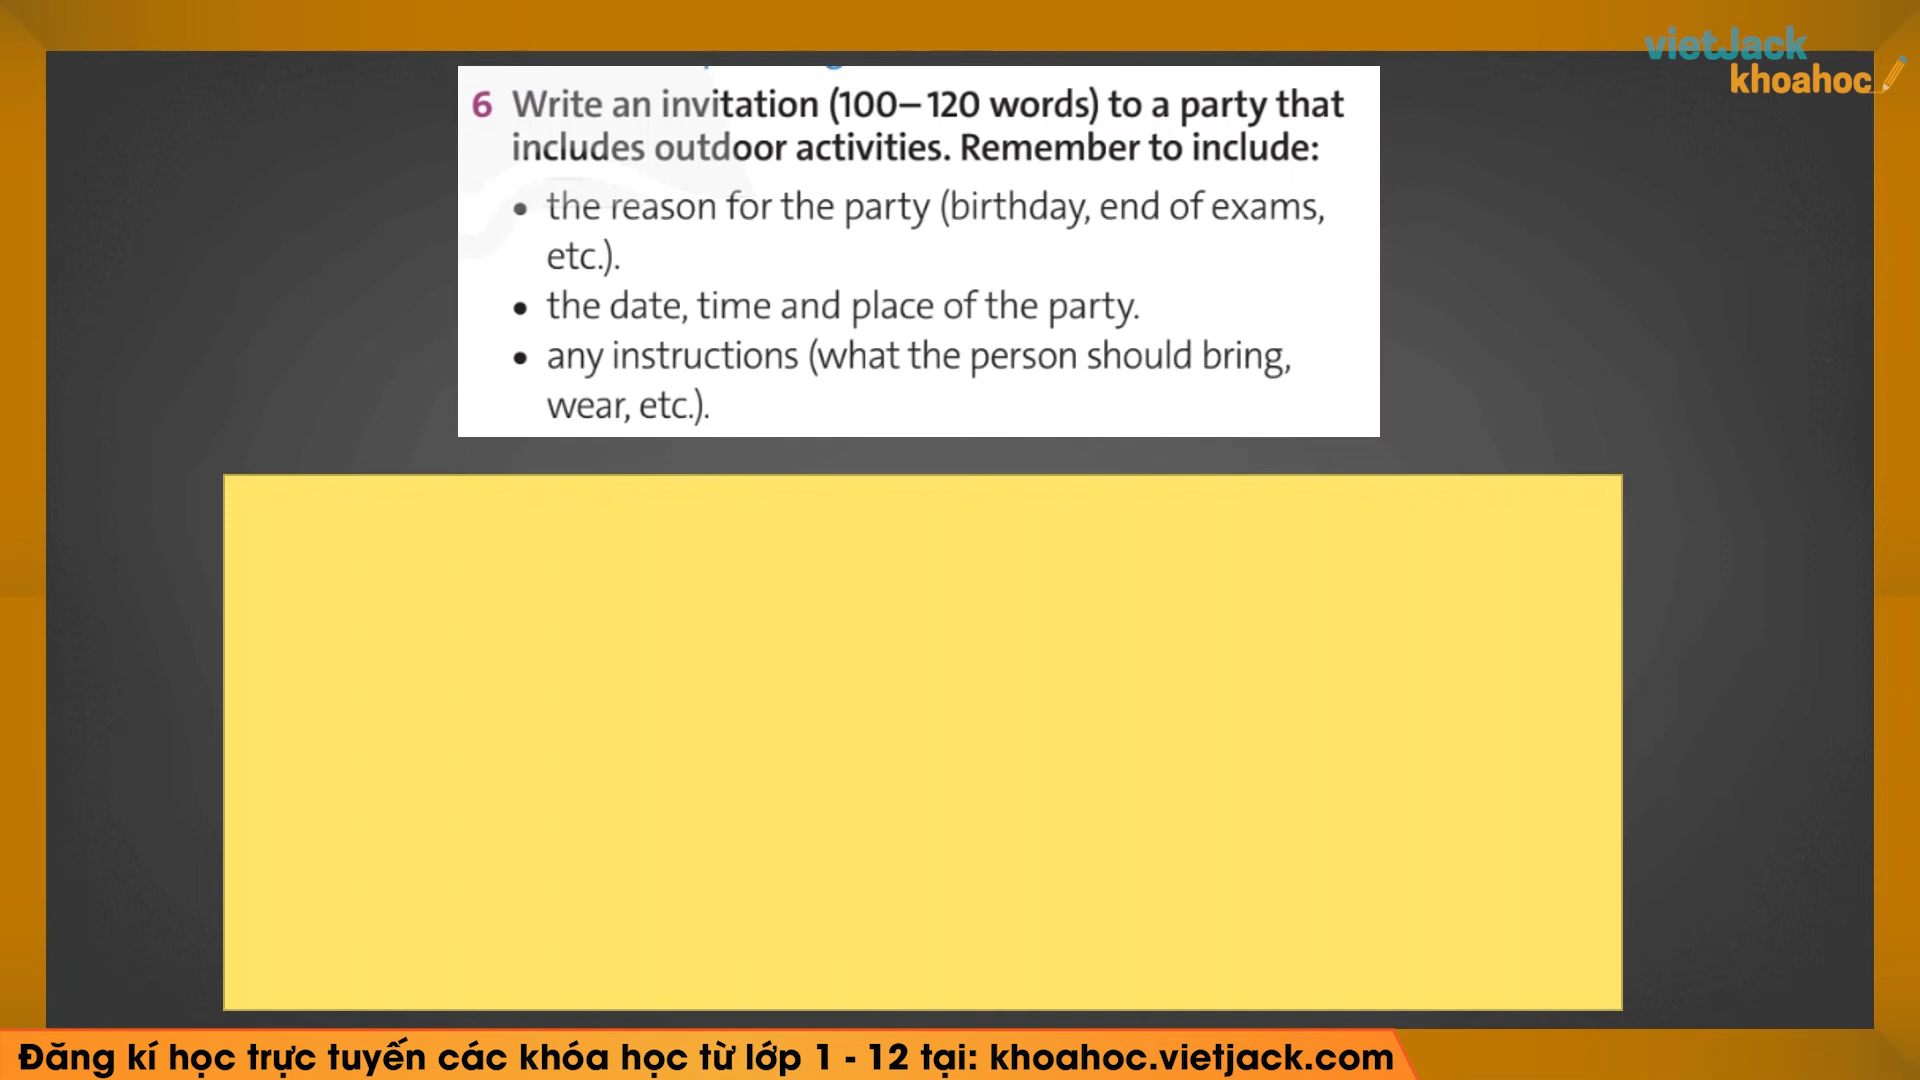 vietJack
khoahoc
6 Write an invitation (100–120 words) to a party that
includes outdoor activities. Remember to include:
• the reason for the party (birthday, end of exams,
etc.).
• the date, time and place of the party.
• any instructions (what the person should bring,
wear, etc.).
Đăng kí học trực tuyến các khóa học từ lớp 1 - 12 tại: khoahoc.vietjack.com